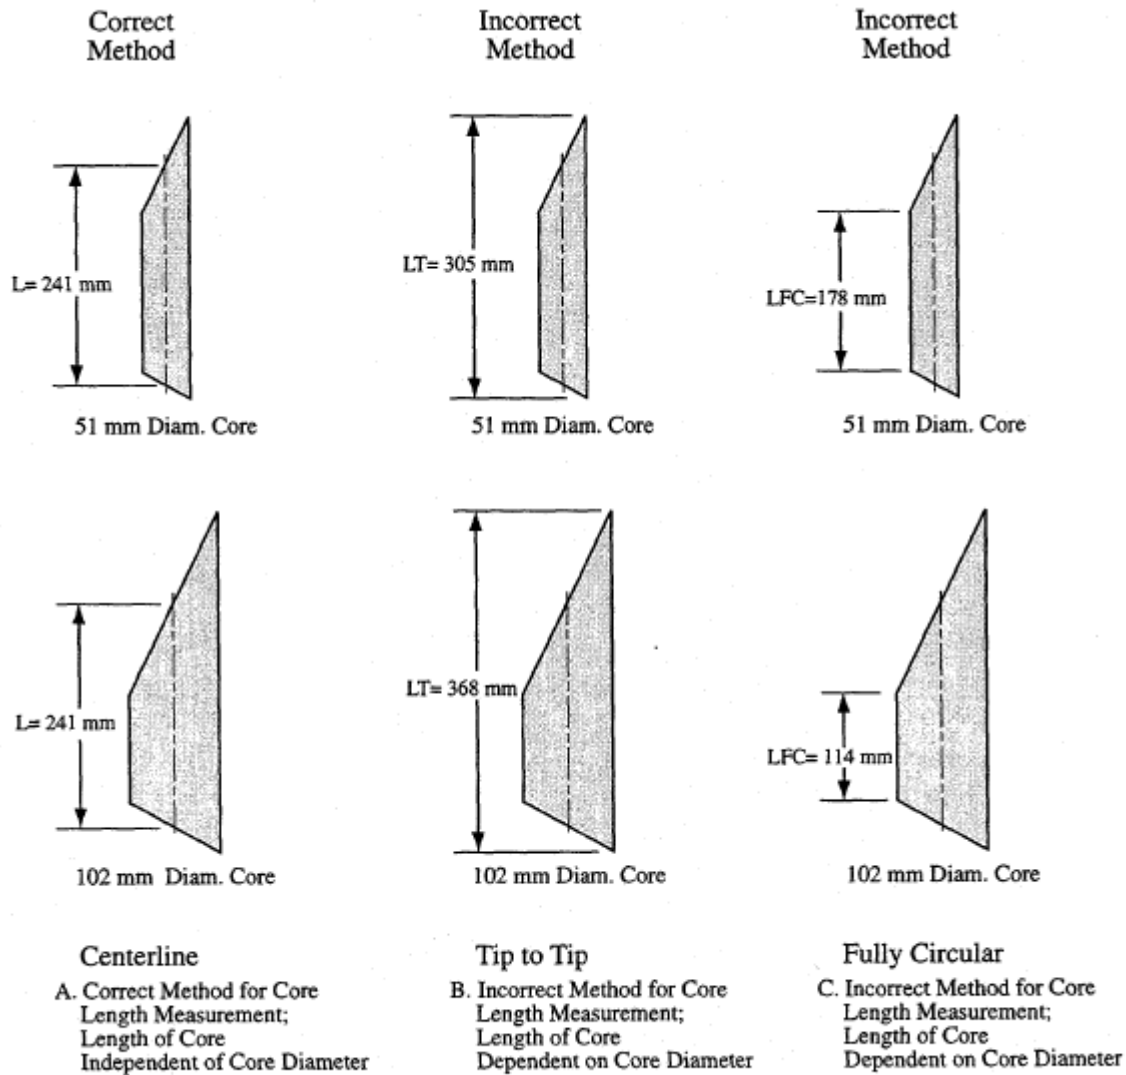 Correct
Method
Incorrect
Method
Incorrect
Method
L= 241 mm
LT= 305 mm
LFC=178 mm
51 mm Diam. Core
51 mm Diam. Core
51 mm Diam. Core
L= 241 mm
LT= 368 mm
LFC= 114 mm
102 mm Diam. Core
102 mm Diam. Core
102 mm Diam. Core
Centerline
A. Correct Method for Core
Length Measurement;
Length of Core
Independent of Core Diameter
Tip to Tip
B. Incorrect Method for Core
Length Measurement;
Length of Core
Dependent on Core Diameter
Fully Circular
C. Incorrect Method for Core
Length Measurement;
Length of Core
Dependent on Core Diameter